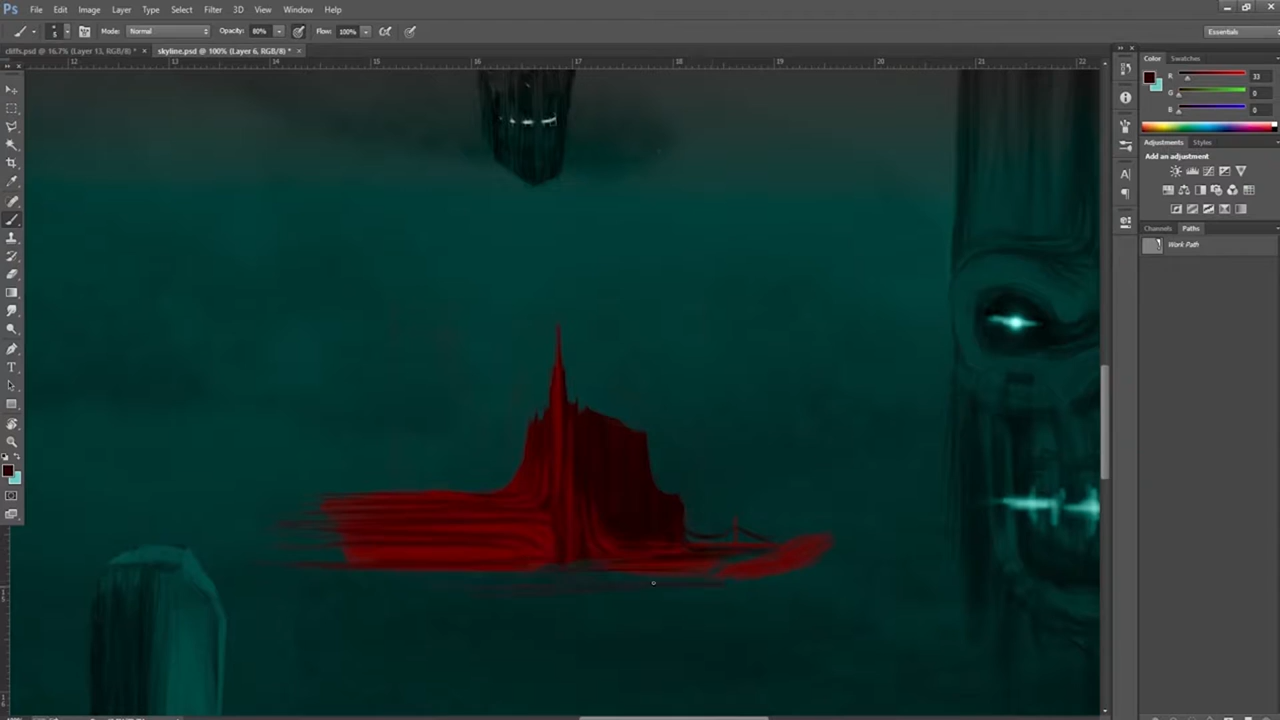 Ps File Edit Image Layer Type Select Filter 3D View Window Help
5 Mode: Normal Opacity: 80% Flow: 100% Essentials
cliffs.psd @ 16.7% (Layer 13, RGB/8) * × skyline.psd @ 100% (Layer 6, RGB/8) * ×
12 13 14 15 16 17 18 19 20 21 22
Color Swatches
R 33
G 0
B 0
Adjustments Styles
Add an adjustment
Channels Paths
Work Path